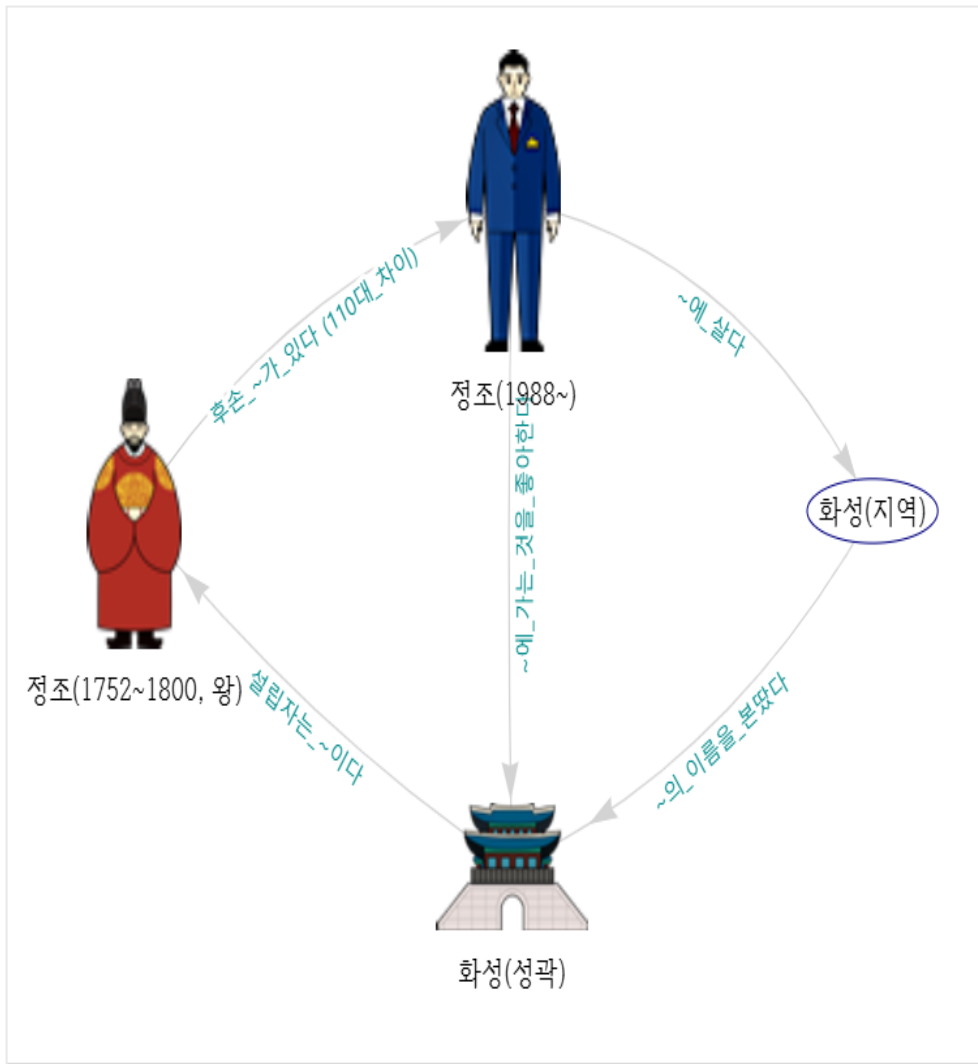 후손_~가_있다 (110대_차이)
~에_살다
정조(1988~)
~에_가는_것을_좋아한다
화성(지역)
정조(1752~1800, 왕)
설립자는_~이다
~의_이름을_본땄다
화성(성곽)